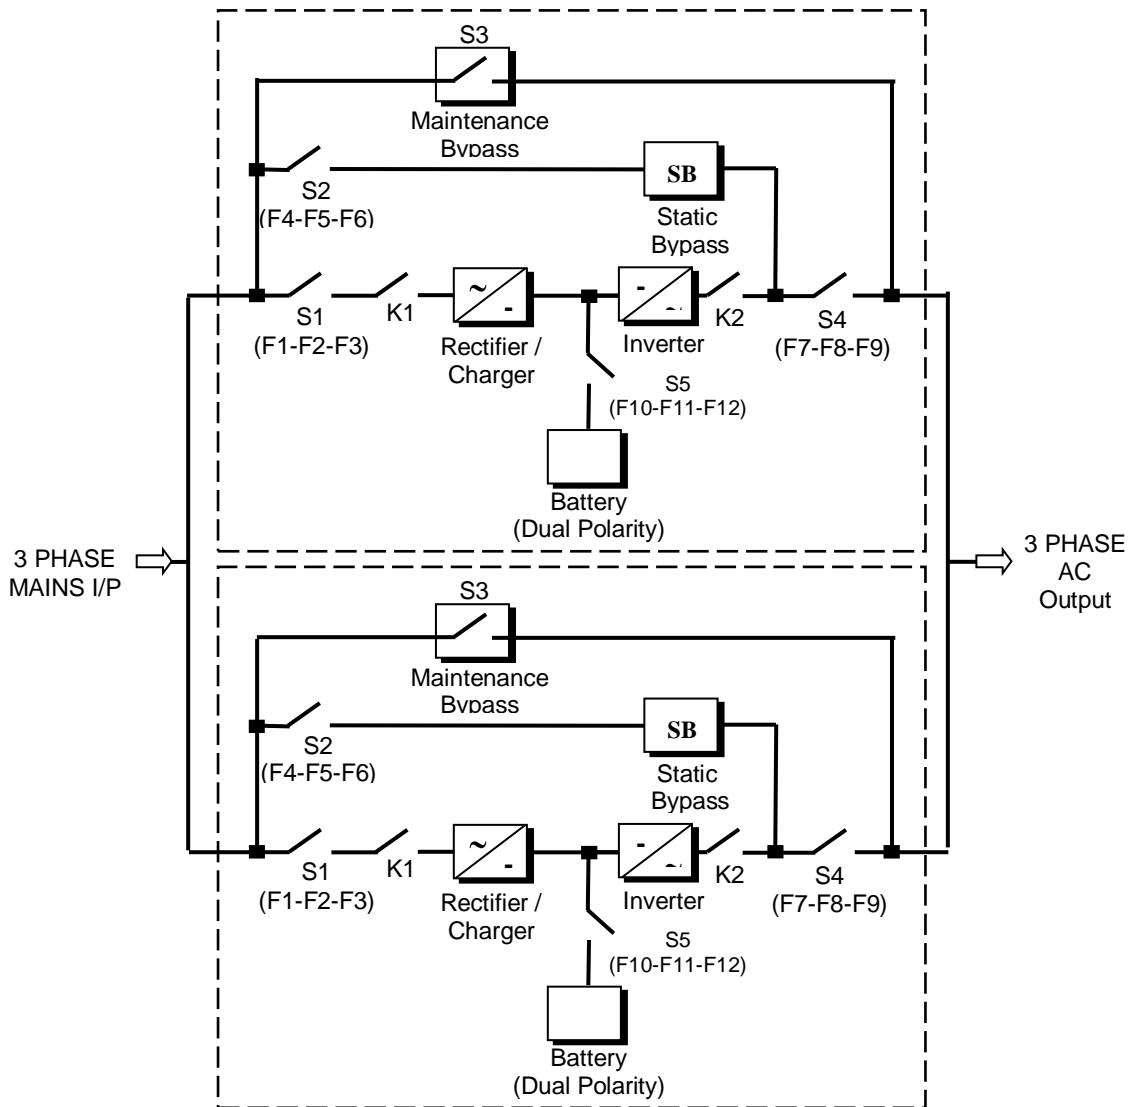 S3
Maintenance
Bypass
S2
(F4-F5-F6)
SB
Static
Bypass
~
-
-
~
S1
(F1-F2-F3)
K1
Rectifier /
Charger
Inverter
K2
S4
(F7-F8-F9)
S5
(F10-F11-F12)
Battery
(Dual Polarity)
3 PHASE
MAINS I/P
3 PHASE
AC
Output
S3
Maintenance
Bypass
S2
(F4-F5-F6)
SB
Static
Bypass
~
-
-
~
S1
(F1-F2-F3)
K1
Rectifier /
Charger
Inverter
K2
S4
(F7-F8-F9)
S5
(F10-F11-F12)
Battery
(Dual Polarity)